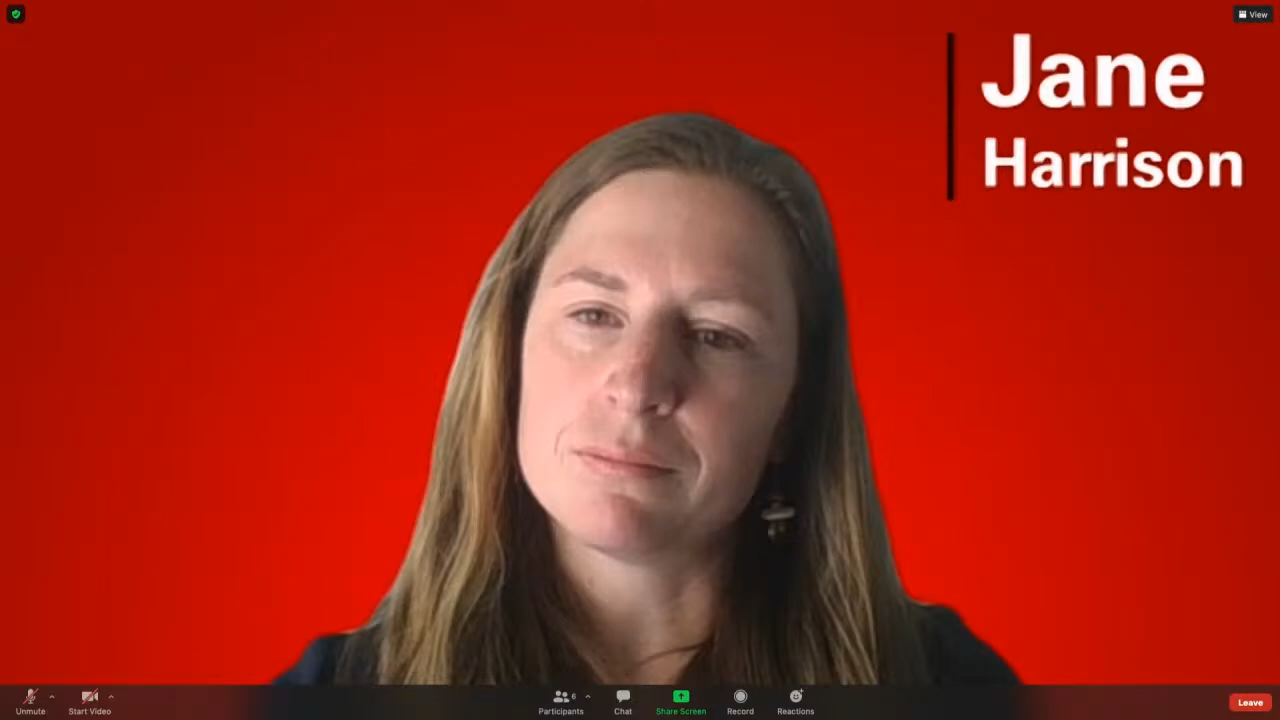 View
Jane
Harrison
Unmute
Start Video
Participants
6
Chat
Share Screen
Record
Reactions
Leave